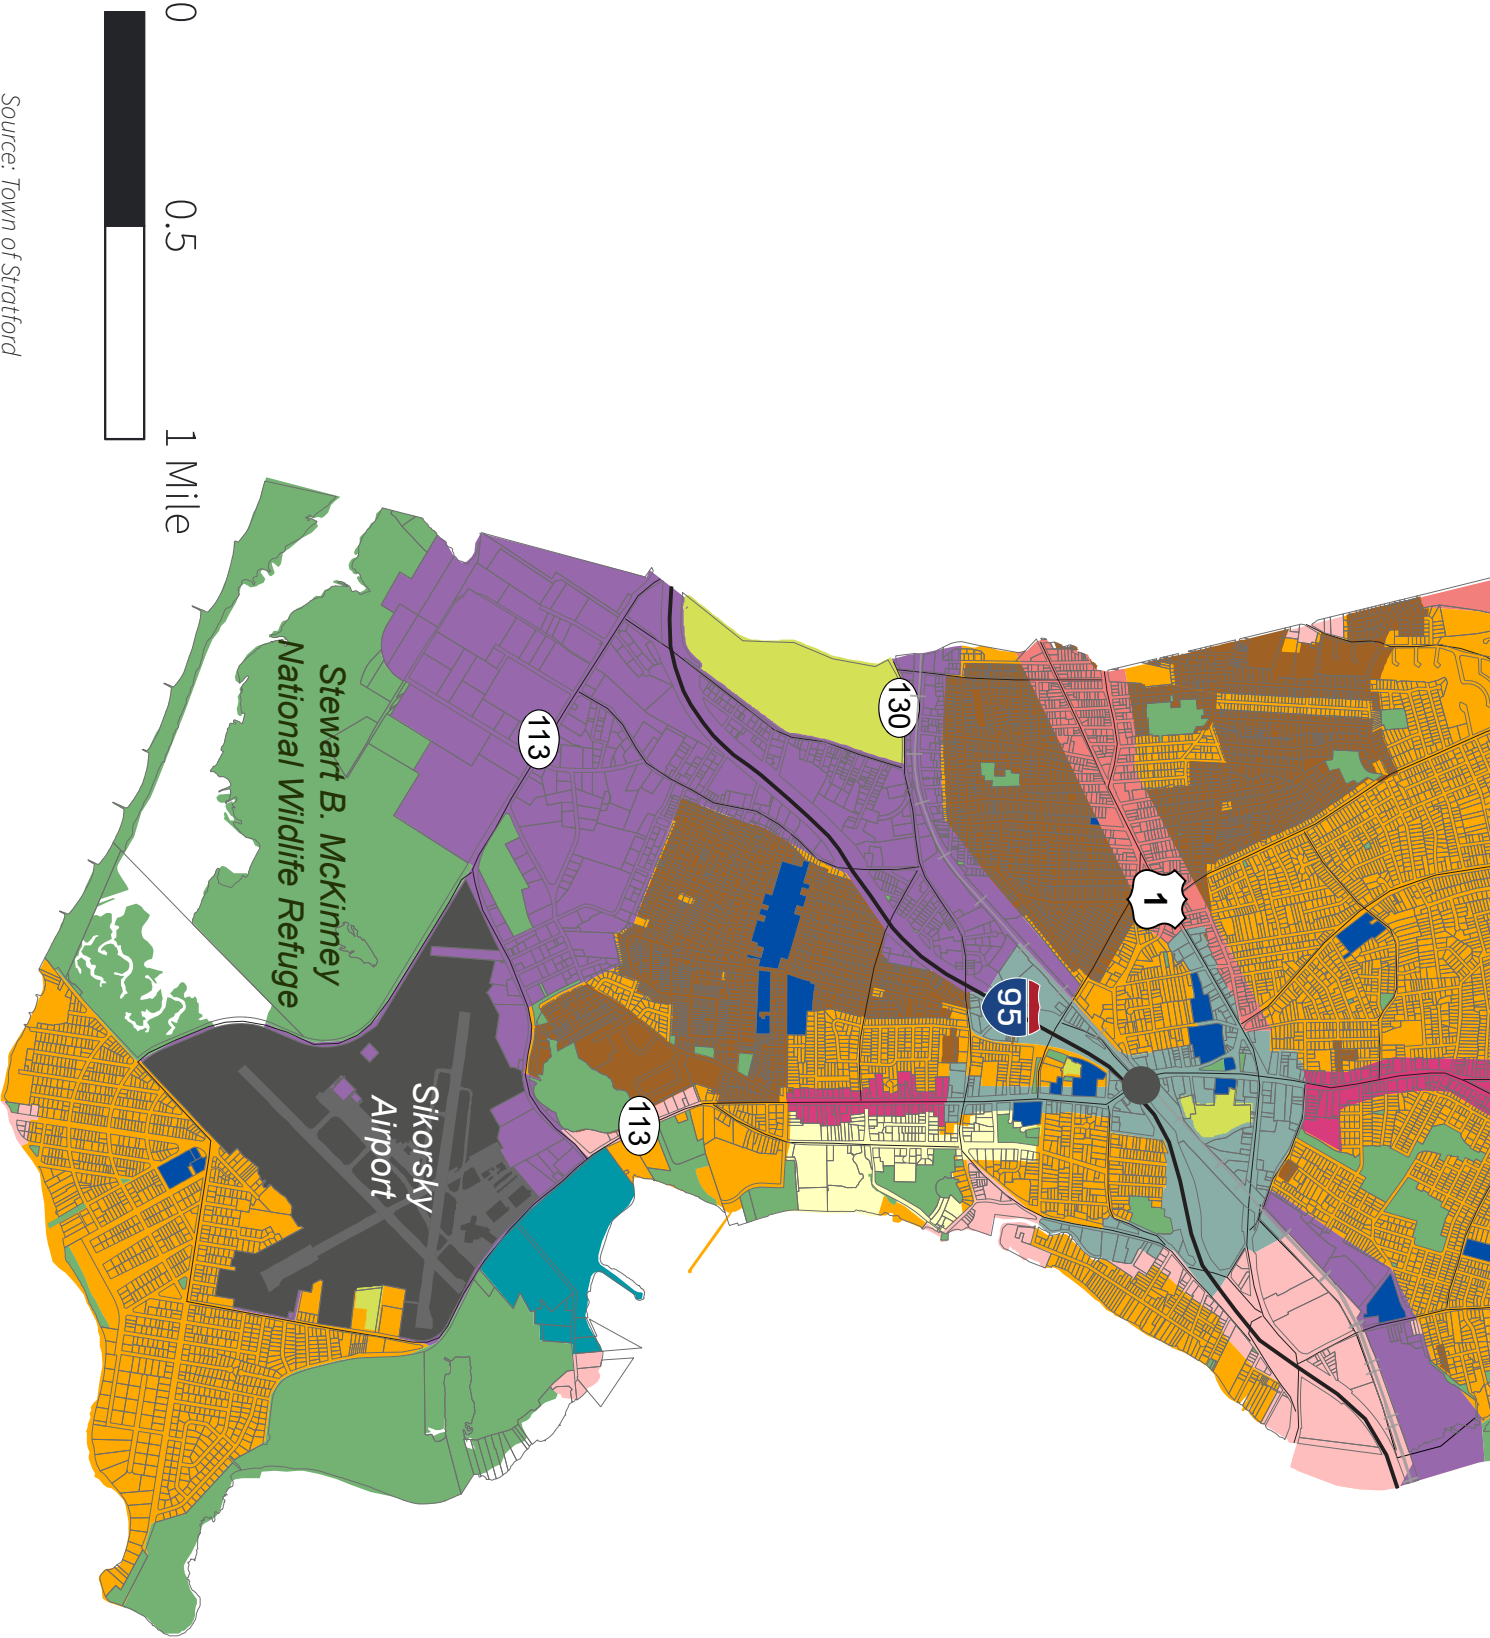 0 0.5 1 Mile
Source: Town of Stratford
1
130
95
113
113
Stewart B. McKinney
National Wildlife Refuge
Sikorsky
Airport